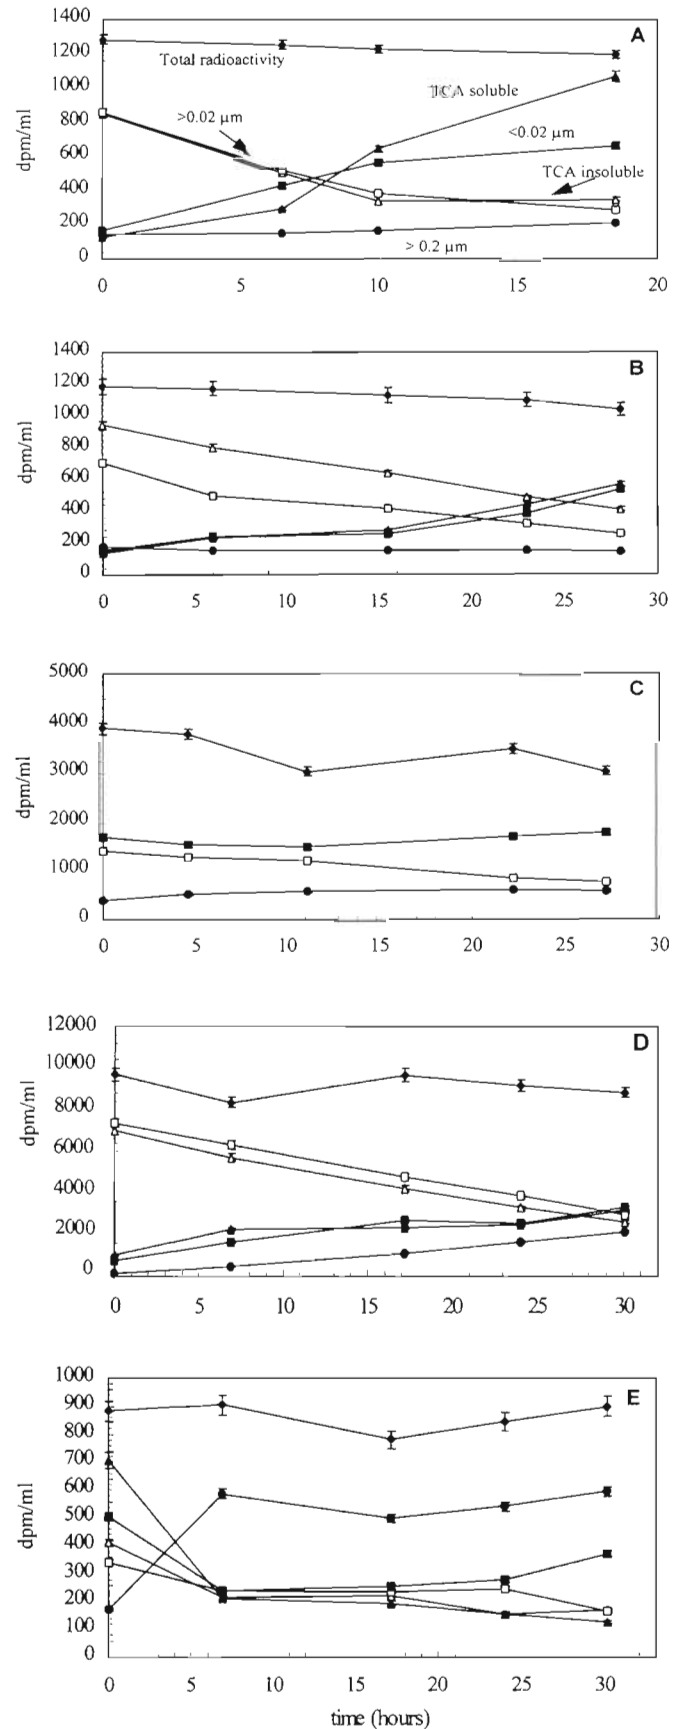 1400
A
1200
Total radioactivity
1000
TCA soluble
800
>0.02 µm
<0.02 µm
dpm/ml
600
TCA insoluble
400
200
> 0.2 µm
0
0 5 10 15 20
1400
B
1200
1000
800
dpm/ml
600
400
200
0
0 5 10 15 20 25 30
5000
C
4000
3000
dpm/ml
2000
1000
0
0 5 10 15 20 25 30
12000
D
10000
8000
dpm/ml
6000
4000
2000
0
0 5 10 15 20 25 30
1000
E
900
800
700
600
dpm/ml
500
400
300
200
100
0
0 5 10 15 20 25 30
time (hours)